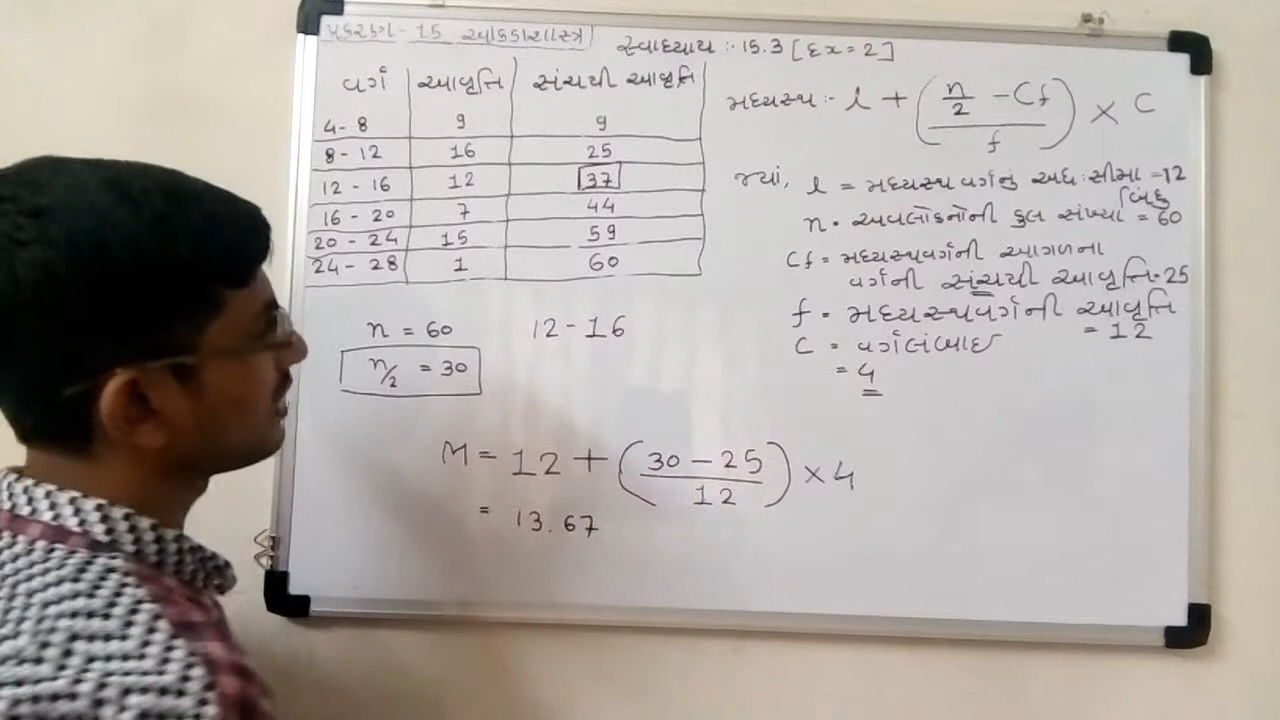 પ્રકરણ - 15 આંકડાશાસ્ત્ર
સ્વાધ્યાય :- 15.3 [Ex = 2]
વર્ગ આવૃત્તિ સંચયી આવૃત્તિ
4 - 8 9 9
8 - 12 16 25
12 - 16 12 37
16 - 20 7 44
20 - 24 15 59
24 - 28 1 60
n = 60 12 - 16
n/2 = 30
મધ્યસ્થ :- l + ( (n/2 - Cf) / f ) × C
જ્યાં, l = મધ્યસ્થ વર્ગનું અધઃસીમા બિંદુ = 12
n = અવલોકનોની કુલ સંખ્યા = 60
Cf = મધ્યસ્થવર્ગની આગળના
વર્ગની સંચયી આવૃત્તિ = 25
f = મધ્યસ્થવર્ગની આવૃત્તિ
= 12
C = વર્ગલંબાઈ
= 4
M = 12 + ( (30 - 25) / 12 ) × 4
= 13.67